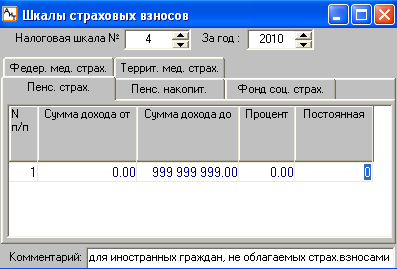 Шкалы страховых взносов
Налоговая шкала № 4 За год : 2010
Федер. мед. страх. Террит. мед. страх.
Пенс. страх. Пенс. накопит. Фонд соц. страх.
N п/п Сумма дохода от Сумма дохода до Процент Постоянная
1 0.00 999 999 999.00 0.00 0
Комментарий: для иностранных граждан, не облагаемых страх.взносами